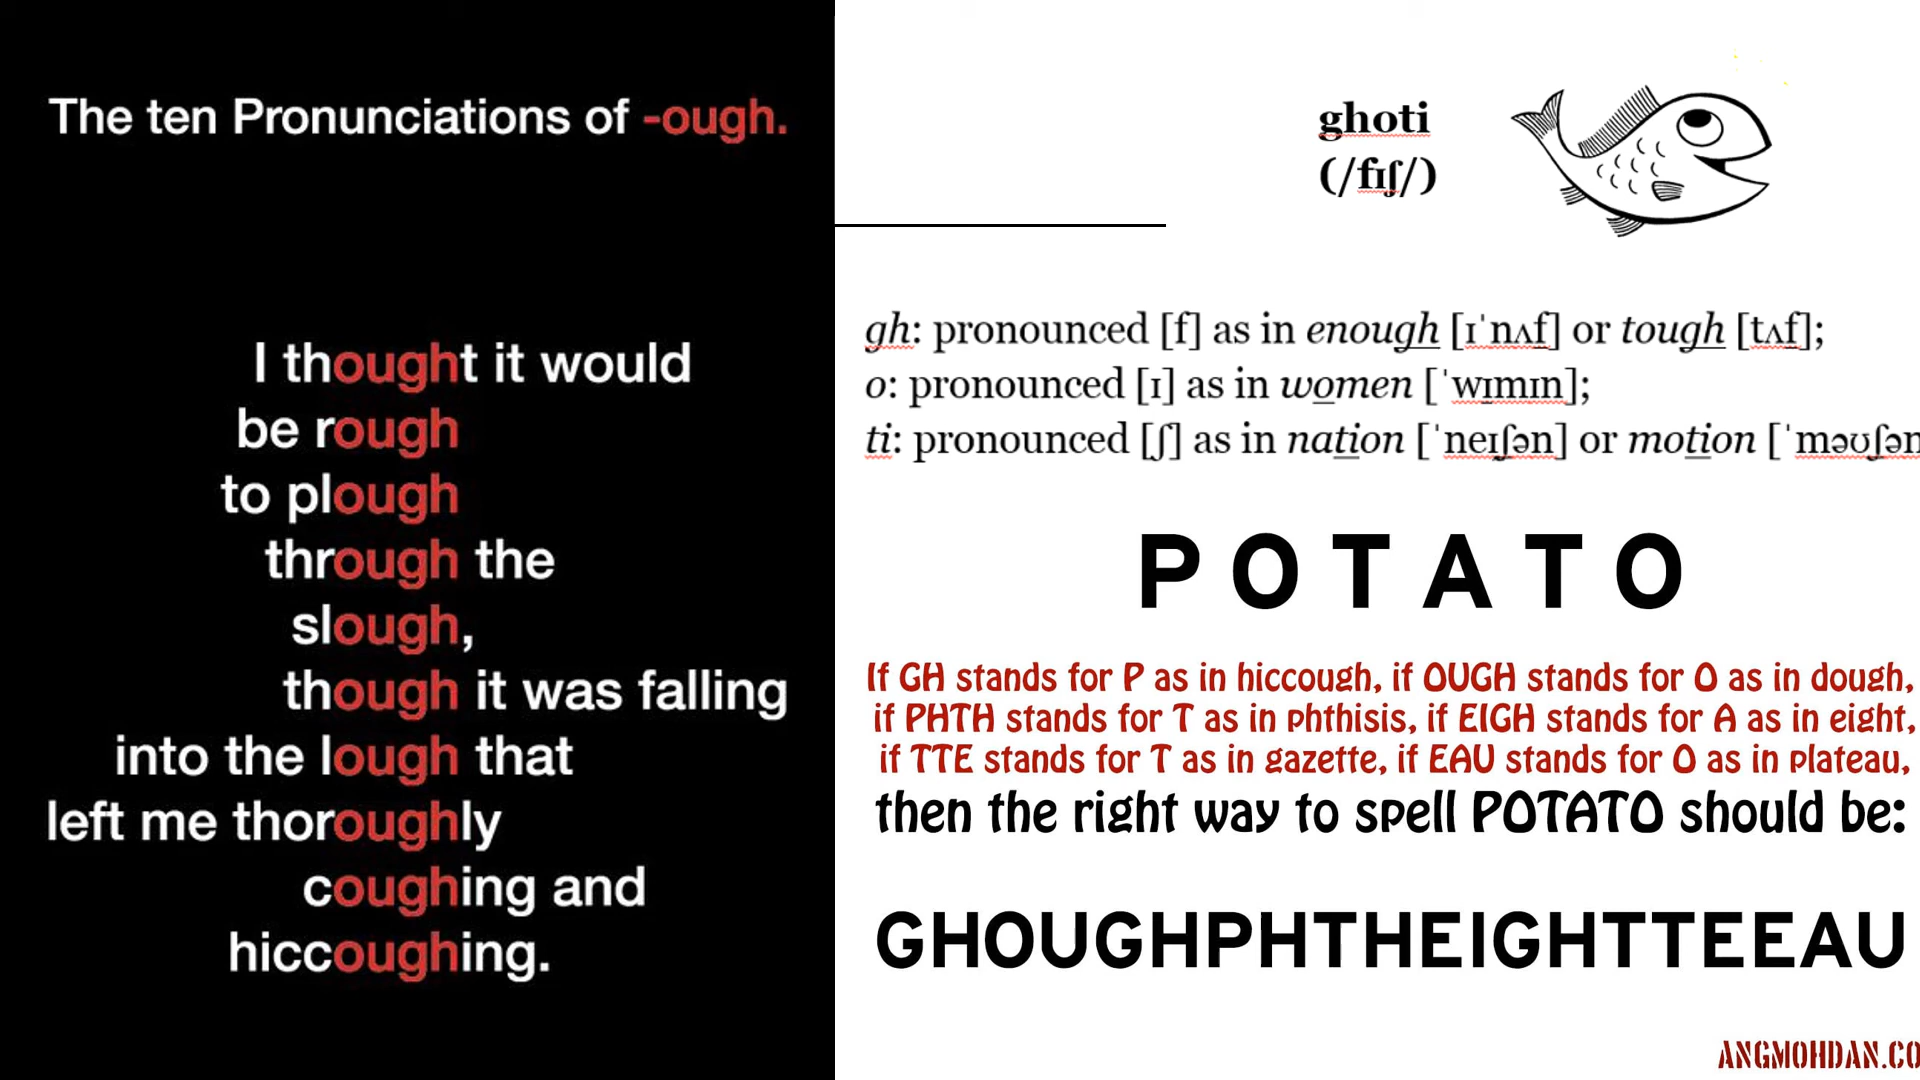 The ten Pronunciations of -ough.
I thought it would
be rough
to plough
through the
slough,
though it was falling
into the lough that
left me thoroughly
coughing and
hiccoughing.
ghoti
(/fɪʃ/)
gh: pronounced [f] as in enough [ɪˈnʌf] or tough [tʌf];
o: pronounced [ɪ] as in women [ˈwɪmɪn];
ti: pronounced [ʃ] as in nation [ˈneɪʃən] or motion [ˈməʊʃən
POTATO
If GH stands for P as in hiccough, if OUGH stands for O as in dough,
if PHTH stands for T as in phthisis, if EIGH stands for A as in eight,
if TTE stands for T as in gazette, if EAU stands for O as in plateau,
then the right way to spell POTATO should be:
GHOUGHPHTHEIGHTTEEAU
ANGMOHDAN.CO